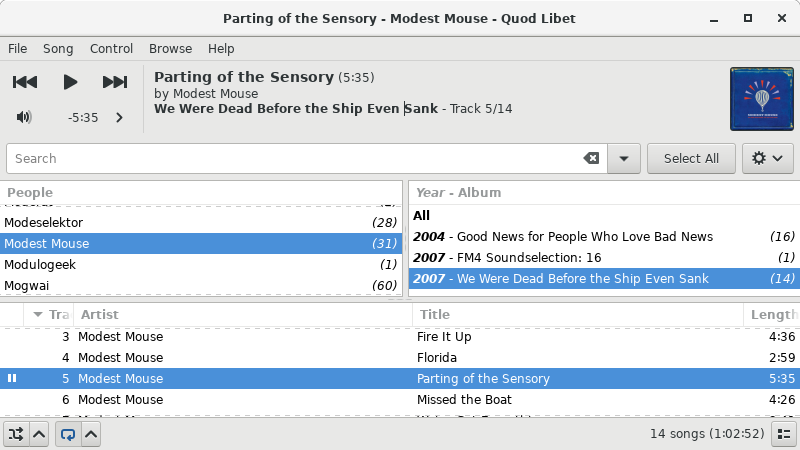 Parting of the Sensory - Modest Mouse - Quod Libet
File Song Control Browse Help
Parting of the Sensory (5:35)
by Modest Mouse
We Were Dead Before the Ship Even Sank - Track 5/14
-5:35
Search
Select All
People
Modeselektor (28)
Modest Mouse (31)
Modulogeek (1)
Mogwai (60)
Year - Album
All
2004 - Good News for People Who Love Bad News (16)
2007 - FM4 Soundselection: 16 (1)
2007 - We Were Dead Before the Ship Even Sank (14)
Tra Artist Title Length
3 Modest Mouse Fire It Up 4:36
4 Modest Mouse Florida 2:59
5 Modest Mouse Parting of the Sensory 5:35
6 Modest Mouse Missed the Boat 4:26
14 songs (1:02:52)